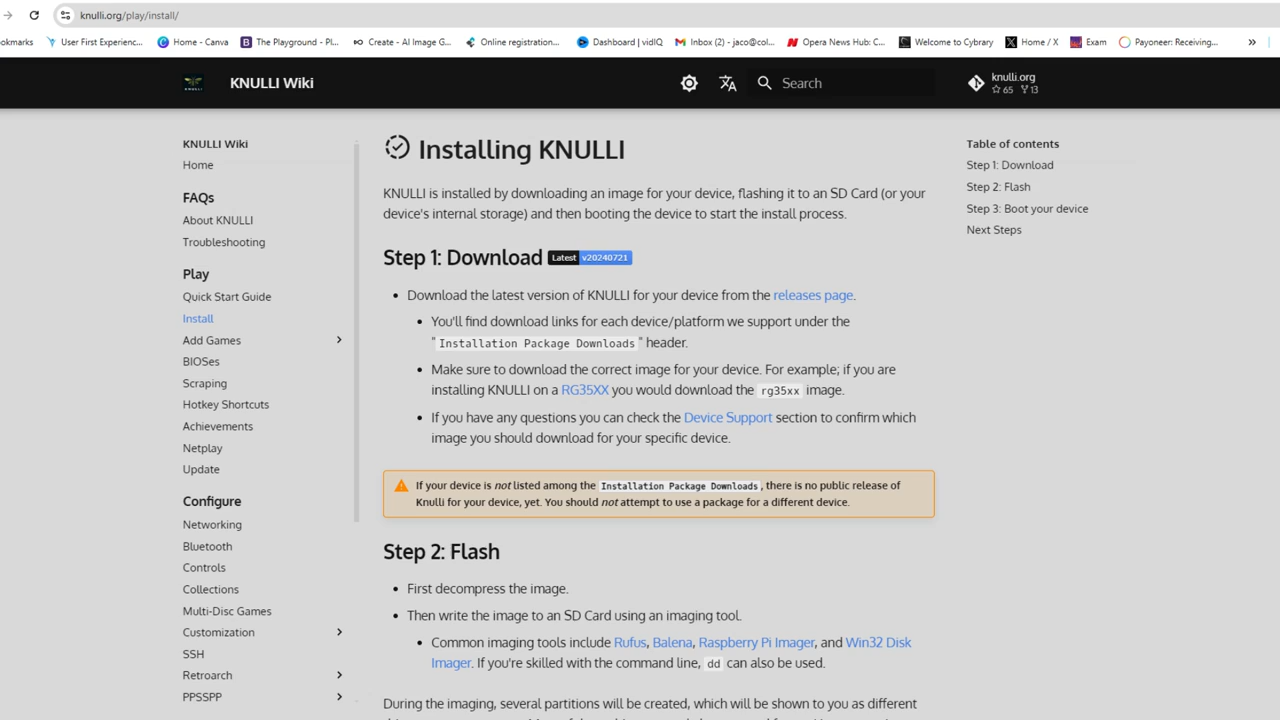 knulli.org/play/install/
ookmarks
User First Experienc...
Home - Canva
The Playground - Pl...
Create - AI Image G...
Online registration...
Dashboard | vidIQ
Inbox (2) - jaco@col...
Opera News Hub: C...
Welcome to Cybrary
Home / X
Exam
Payoneer: Receiving...
»
KNULLI
KNULLI Wiki
Search
knulli.org
65 13
KNULLI Wiki
Home
FAQs
About KNULLI
Troubleshooting
Play
Quick Start Guide
Install
Add Games
BIOSes
Scraping
Hotkey Shortcuts
Achievements
Netplay
Update
Configure
Networking
Bluetooth
Controls
Collections
Multi-Disc Games
Customization
SSH
Retroarch
PPSSPP
Installing KNULLI
KNULLI is installed by downloading an image for your device, flashing it to an SD Card (or your
device's internal storage) and then booting the device to start the install process.
Step 1: Download Latest v20240721
• Download the latest version of KNULLI for your device from the releases page.
• You'll find download links for each device/platform we support under the
"Installation Package Downloads" header.
• Make sure to download the correct image for your device. For example; if you are
installing KNULLI on a RG35XX you would download the rg35xx image.
• If you have any questions you can check the Device Support section to confirm which
image you should download for your specific device.
If your device is not listed among the Installation Package Downloads, there is no public release of
Knulli for your device, yet. You should not attempt to use a package for a different device.
Step 2: Flash
• First decompress the image.
• Then write the image to an SD Card using an imaging tool.
• Common imaging tools include Rufus, Balena, Raspberry Pi Imager, and Win32 Disk
Imager. If you're skilled with the command line, dd can also be used.
During the imaging, several partitions will be created, which will be shown to you as different
Table of contents
Step 1: Download
Step 2: Flash
Step 3: Boot your device
Next Steps